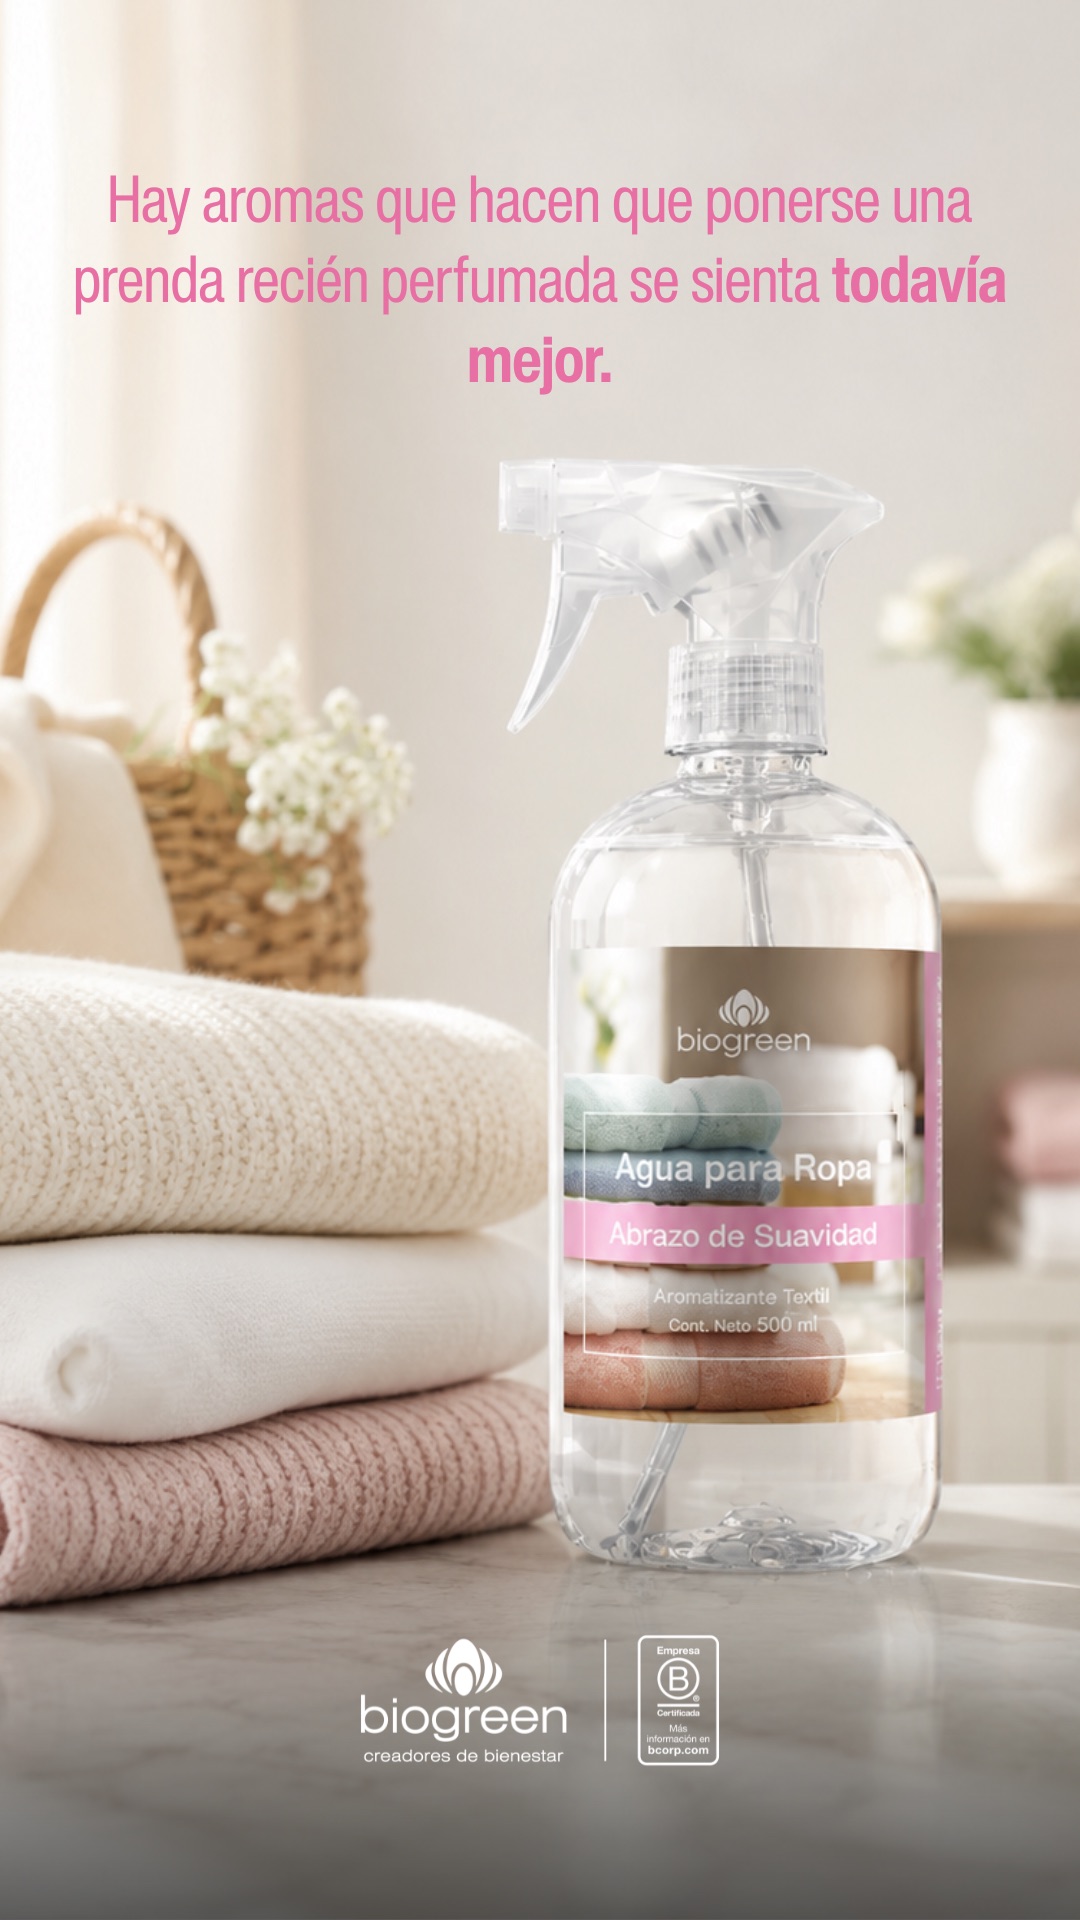 Hay aromas que hacen que ponerse una
prenda recién perfumada se sienta todavía
mejor.
biogreen
Agua para Ropa
Abrazo de Suavidad
Aromatizante Textil
Cont. Neto 500 ml
biogreen
creadores de bienestar
Empresa
B
®
Certificada
Más
información en
bcorp.com